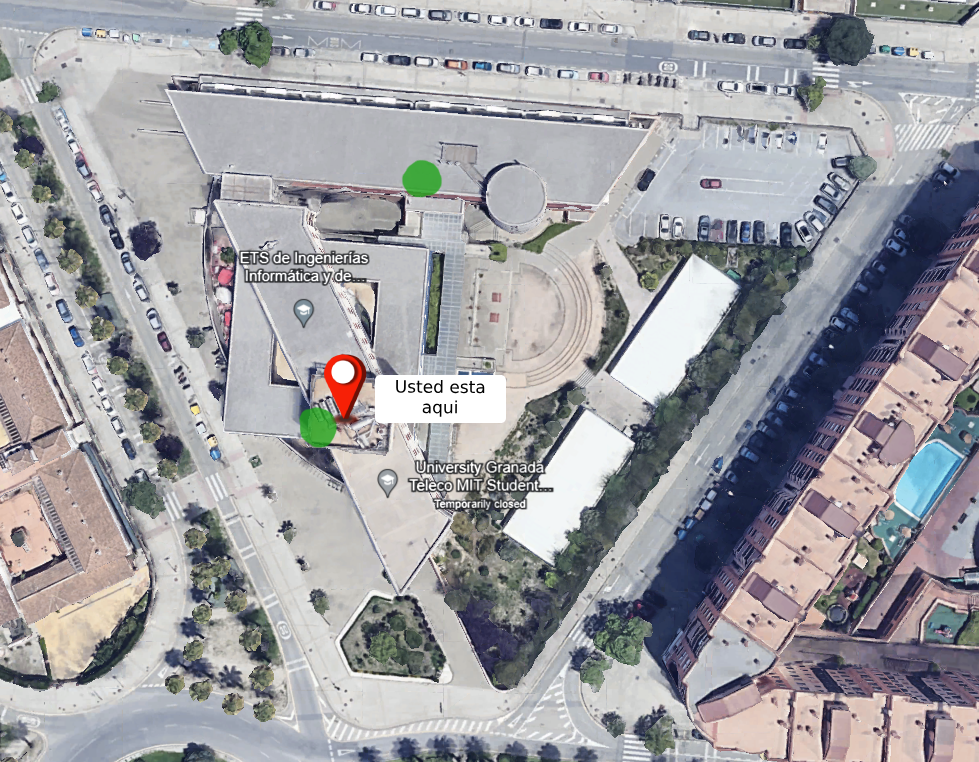 ETS de Ingenierías
Informática y de...
Usted esta
aqui
University Granada
Teleco MIT Student...
Temporarily closed